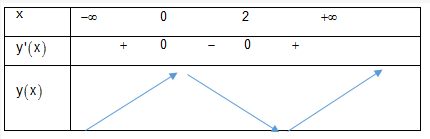 x −∞ 0 2 +∞
y'(x) + 0 − 0 +
y(x)